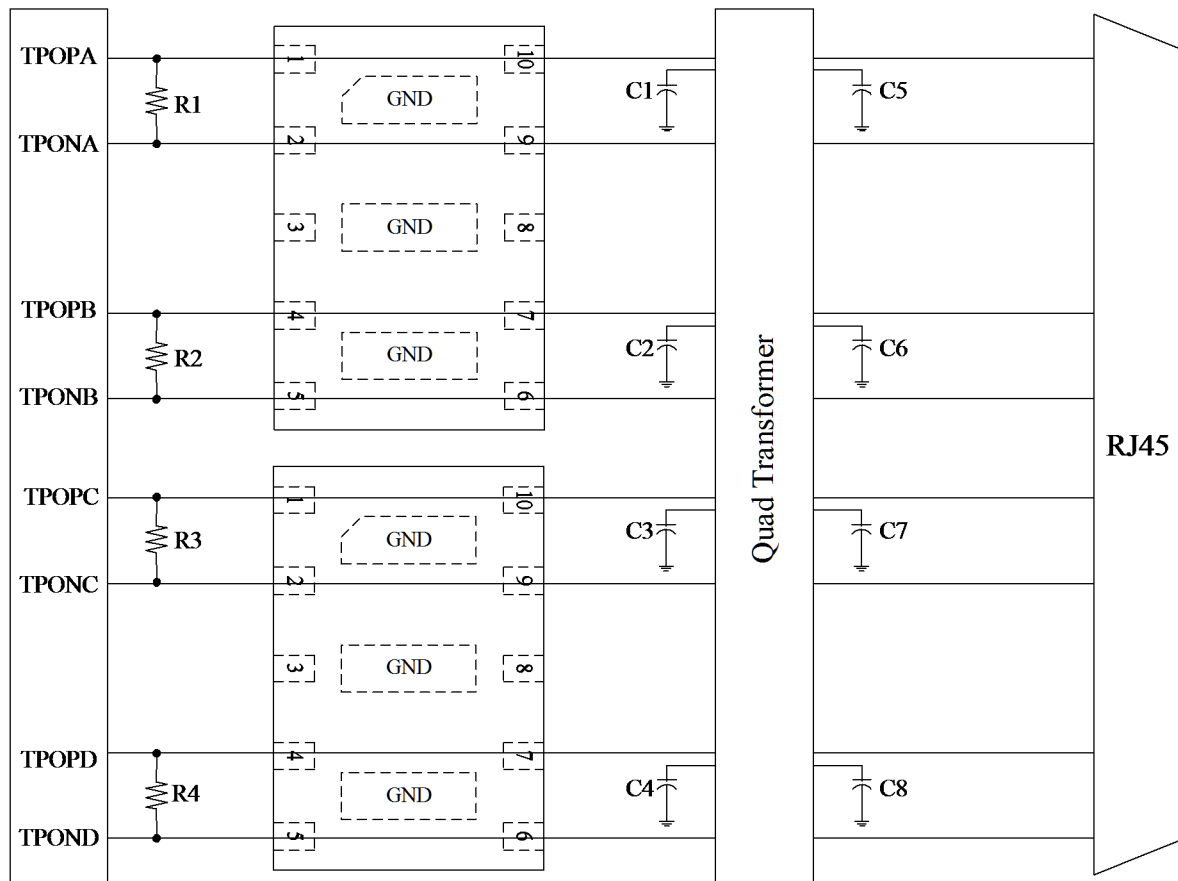 TPOPA
R1
TPONA
1
10
GND
2
9
3
GND
8
TPOPB
R2
TPONB
4
7
GND
5
6
C1
C5
C2
C6
TPOPC
R3
TPONC
1
10
GND
2
9
3
GND
8
TPOPD
R4
TPOND
4
7
GND
5
6
C3
C7
C4
C8
Quad Transformer
RJ45